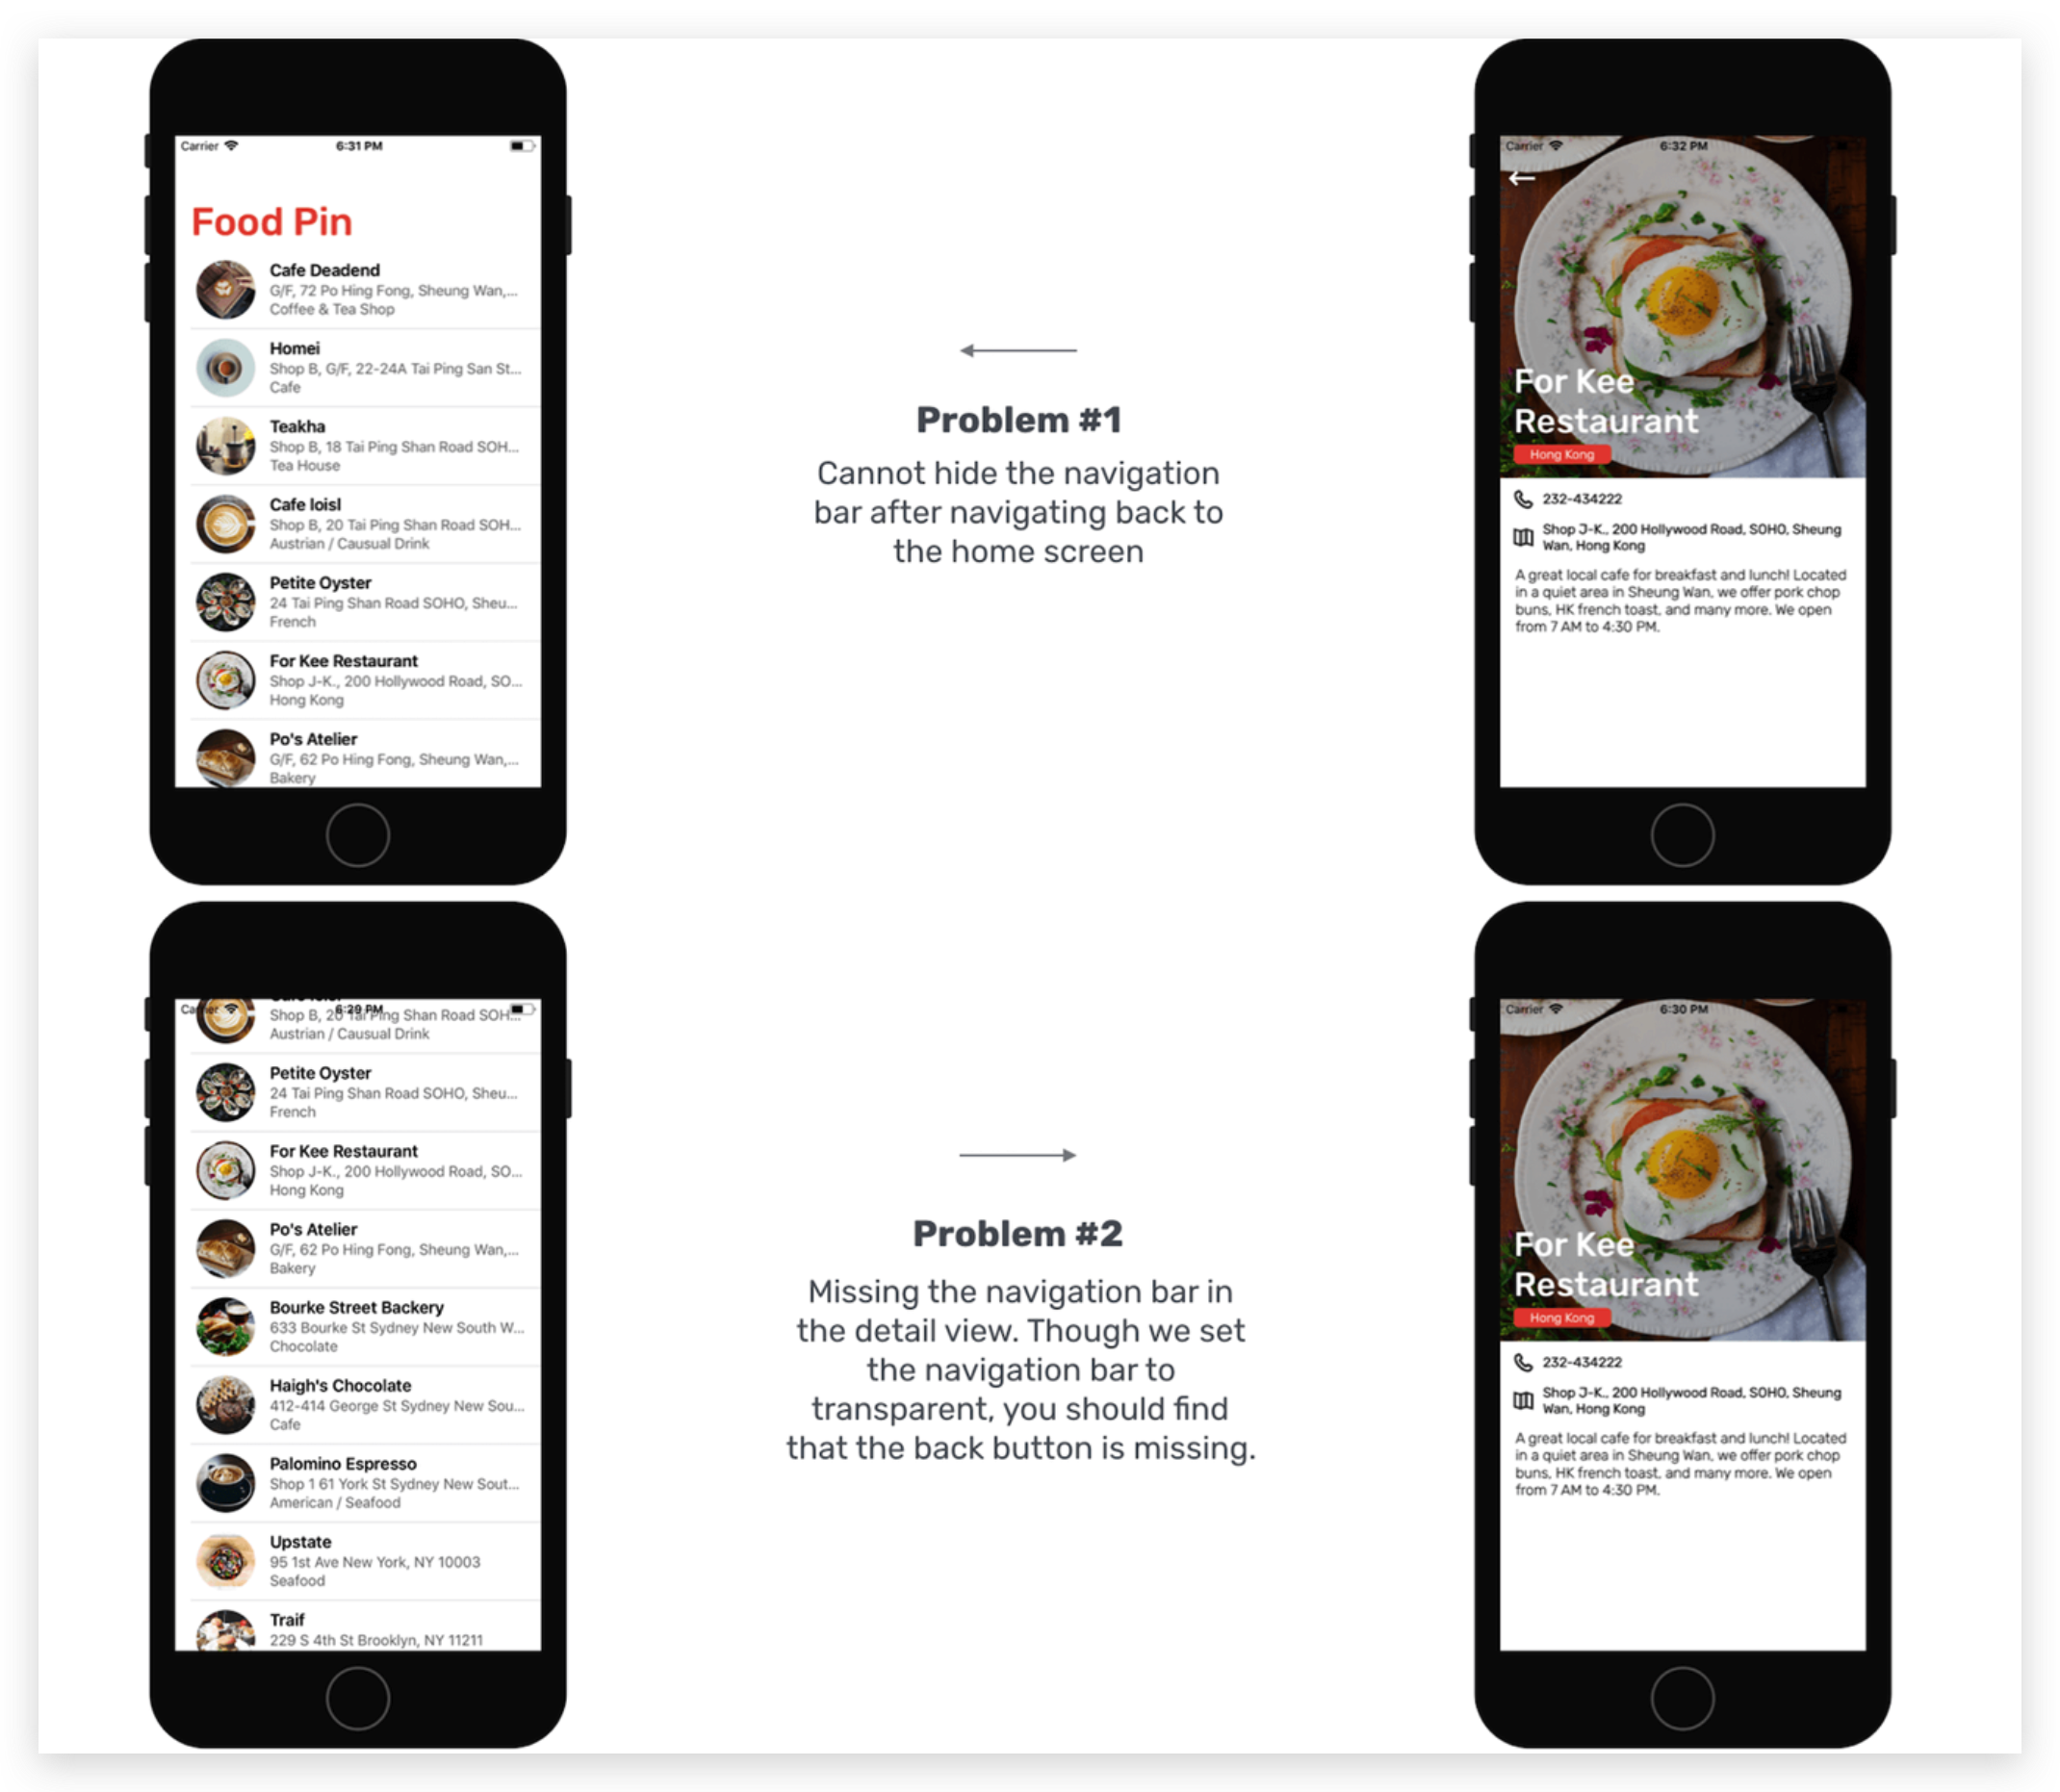 Carrier 6:31 PM
Food Pin
Cafe Deadend
G/F, 72 Po Hing Fong, Sheung Wan,...
Coffee & Tea Shop
Homei
Shop B, G/F, 22-24A Tai Ping San St...
Cafe
Teakha
Shop B, 18 Tai Ping Shan Road SOH...
Tea House
Cafe loisl
Shop B, 20 Tai Ping Shan Road SOH...
Austrian / Causual Drink
Petite Oyster
24 Tai Ping Shan Road SOHO, Sheu...
French
For Kee Restaurant
Shop J-K., 200 Hollywood Road, SO...
Hong Kong
Po's Atelier
G/F, 62 Po Hing Fong, Sheung Wan,...
Bakery
Problem #1
Cannot hide the navigation
bar after navigating back to
the home screen
Carrier 6:32 PM
For Kee
Restaurant
Hong Kong
232-434222
Shop J-K., 200 Hollywood Road, SOHO, Sheung
Wan, Hong Kong
A great local cafe for breakfast and lunch! Located
in a quiet area in Sheung Wan, we offer pork chop
buns, HK french toast, and many more. We open
from 7 AM to 4:30 PM.
Carrier 6:29 PM
Shop B, 20 Tai Ping Shan Road SOH...
Austrian / Causual Drink
Petite Oyster
24 Tai Ping Shan Road SOHO, Sheu...
French
For Kee Restaurant
Shop J-K., 200 Hollywood Road, SO...
Hong Kong
Po's Atelier
G/F, 62 Po Hing Fong, Sheung Wan,...
Bakery
Bourke Street Backery
633 Bourke St Sydney New South W...
Chocolate
Haigh's Chocolate
412-414 George St Sydney New Sou...
Cafe
Palomino Espresso
Shop 1 61 York St Sydney New Sout...
American / Seafood
Upstate
95 1st Ave New York, NY 10003
Seafood
Traif
229 S 4th St Brooklyn, NY 11211
Problem #2
Missing the navigation bar in
the detail view. Though we set
the navigation bar to
transparent, you should find
that the back button is missing.
Carrier 6:30 PM
For Kee
Restaurant
Hong Kong
232-434222
Shop J-K., 200 Hollywood Road, SOHO, Sheung
Wan, Hong Kong
A great local cafe for breakfast and lunch! Located
in a quiet area in Sheung Wan, we offer pork chop
buns, HK french toast, and many more. We open
from 7 AM to 4:30 PM.